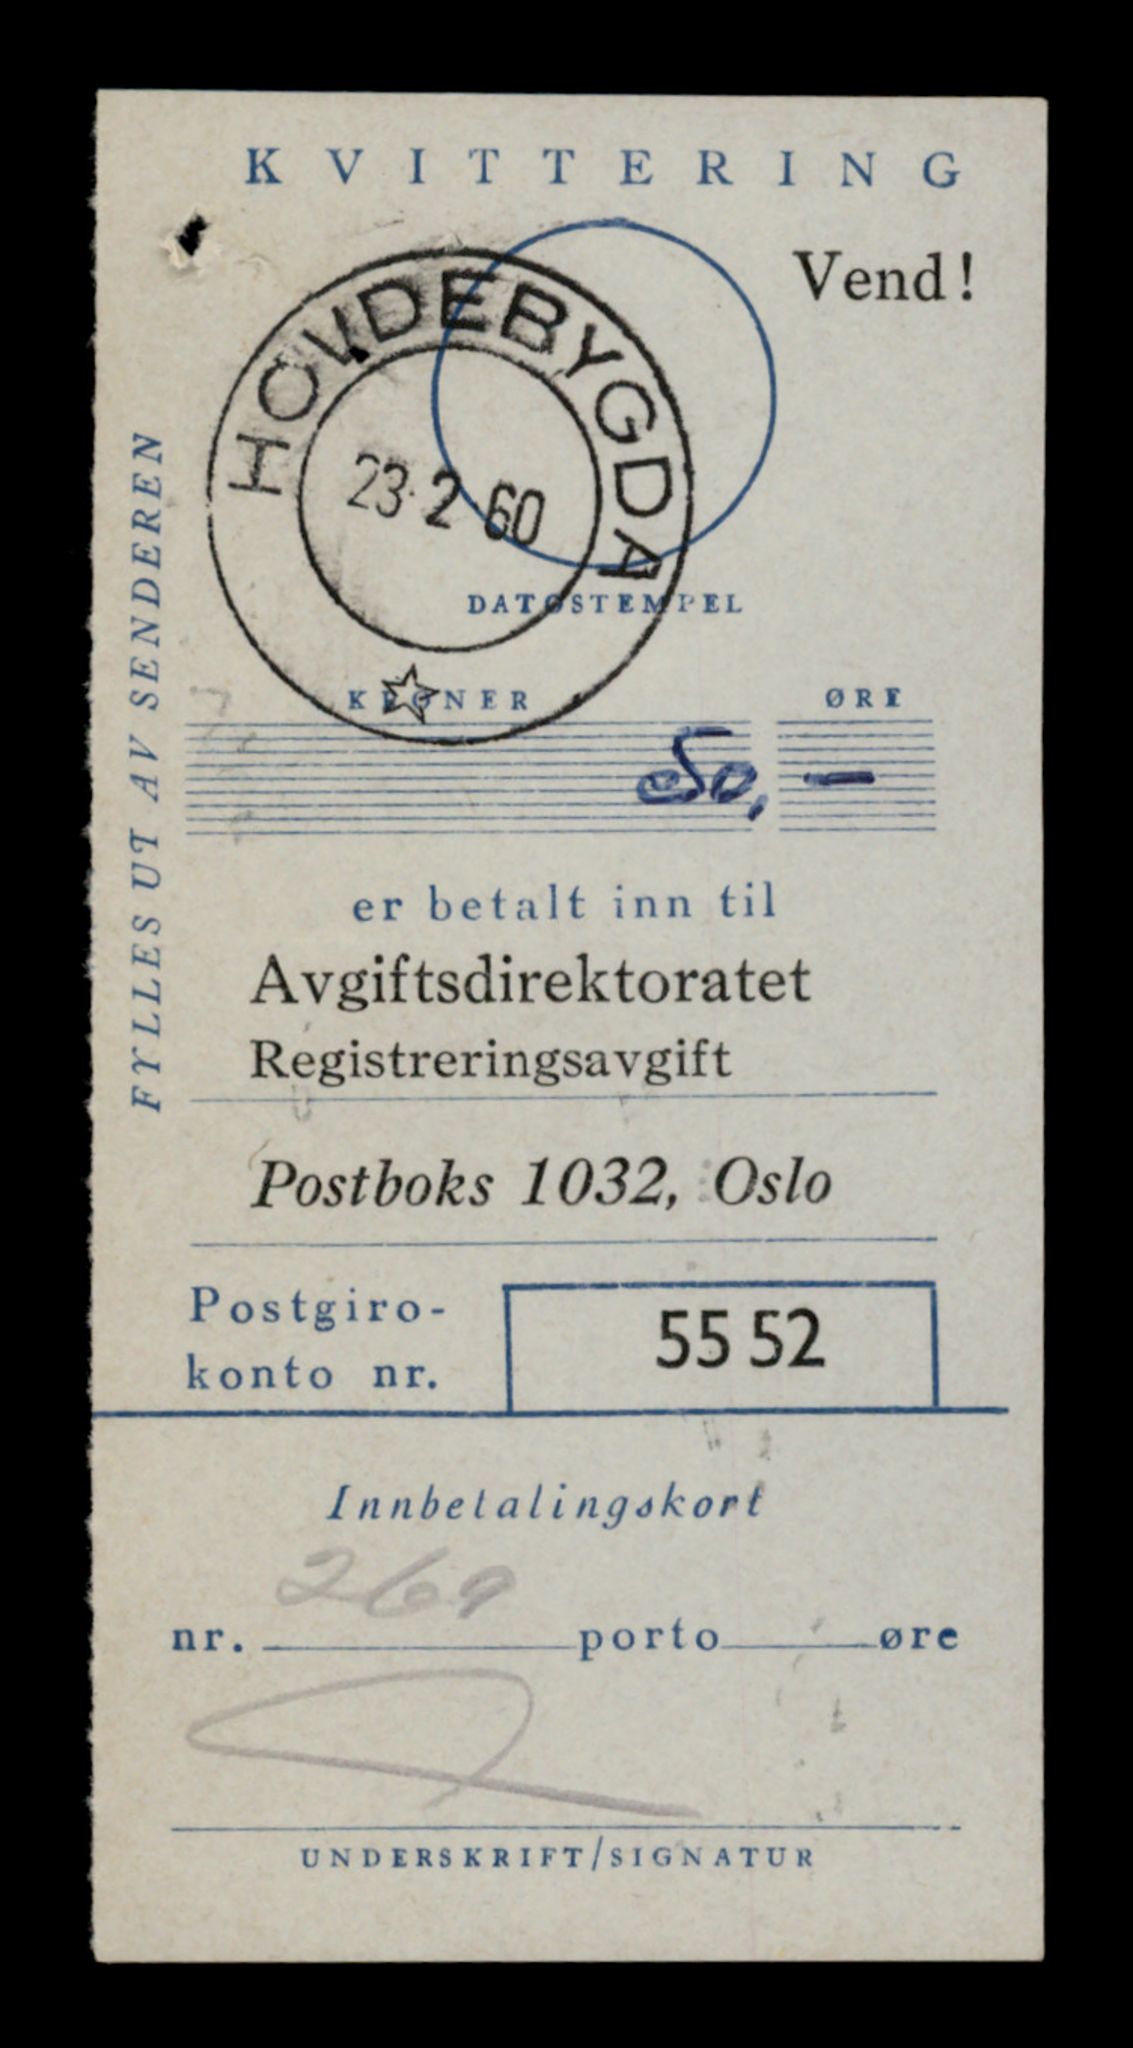 KVITTERING
Vend!
HOVDEBYGDA
23.2 60
DATOSTEMPEL
FYLLES UT AV SENDEREN
KRONER ØRE
50, —
er betalt inn til
Avgiftsdirektoratet
Registreringsavgift
Postboks 1032, Oslo
Postgiro-
konto nr.
55 52
Innbetalingskort
nr. 269 porto øre
UNDERSKRIFT/SIGNATUR